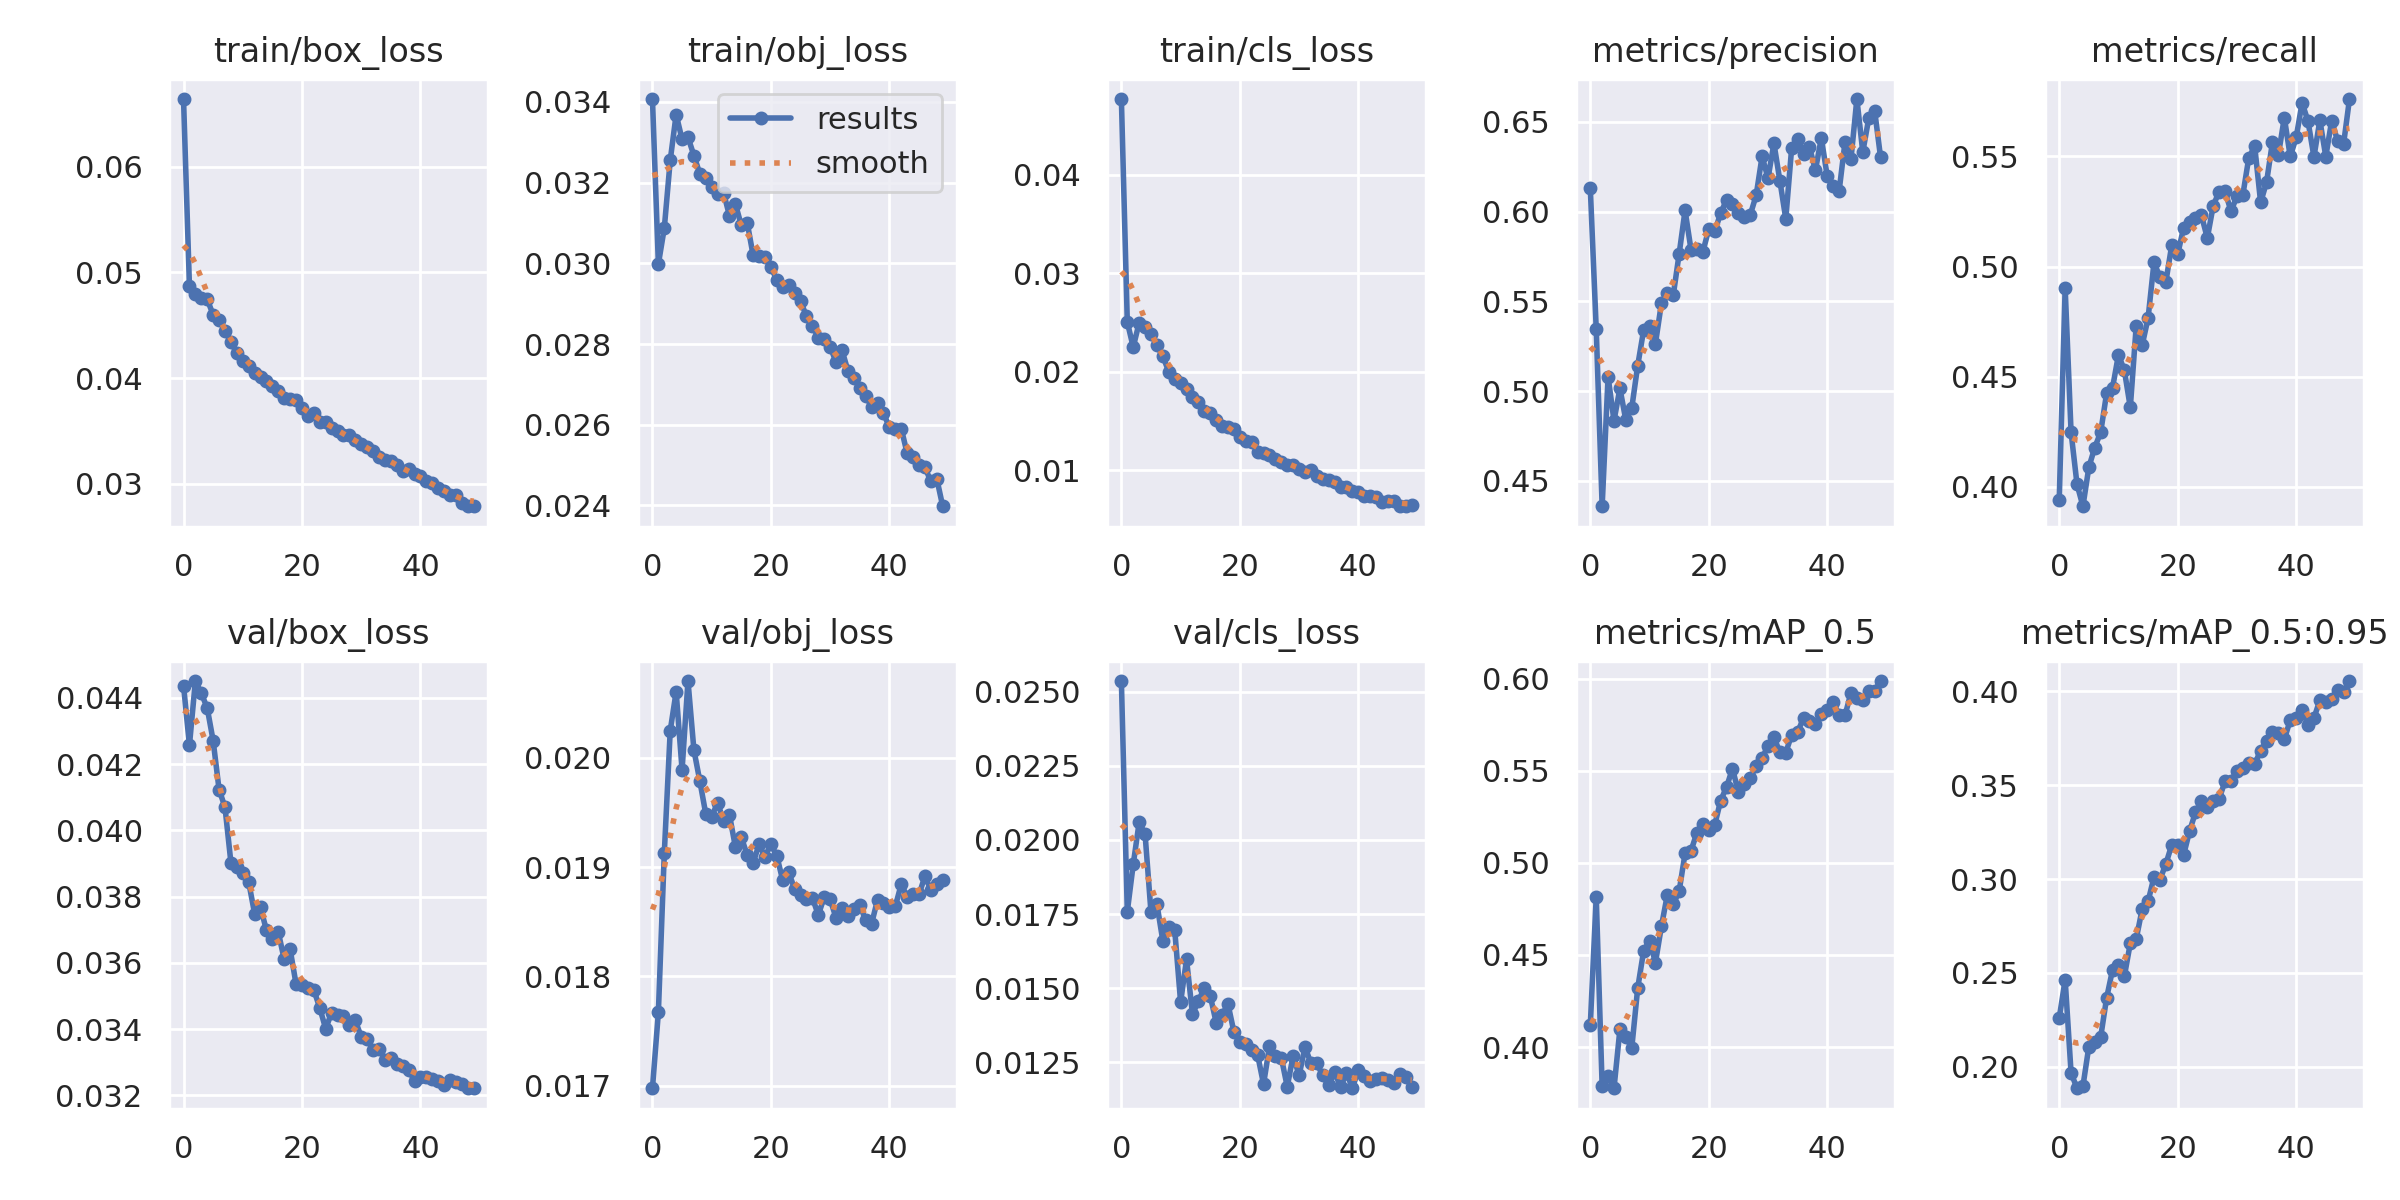 train/box_loss
train/obj_loss
train/cls_loss
metrics/precision
metrics/recall
0.06
0.05
0.04
0.03
0 20 40
0.034
0.032
0.030
0.028
0.026
0.024
results
smooth
0 20 40
0.04
0.03
0.02
0.01
0 20 40
0.65
0.60
0.55
0.50
0.45
0 20 40
0.55
0.50
0.45
0.40
0 20 40
val/box_loss
val/obj_loss
val/cls_loss
metrics/mAP_0.5
metrics/mAP_0.5:0.95
0.044
0.042
0.040
0.038
0.036
0.034
0.032
0 20 40
0.020
0.019
0.018
0.017
0 20 40
0.0250
0.0225
0.0200
0.0175
0.0150
0.0125
0 20 40
0.60
0.55
0.50
0.45
0.40
0 20 40
0.40
0.35
0.30
0.25
0.20
0 20 40